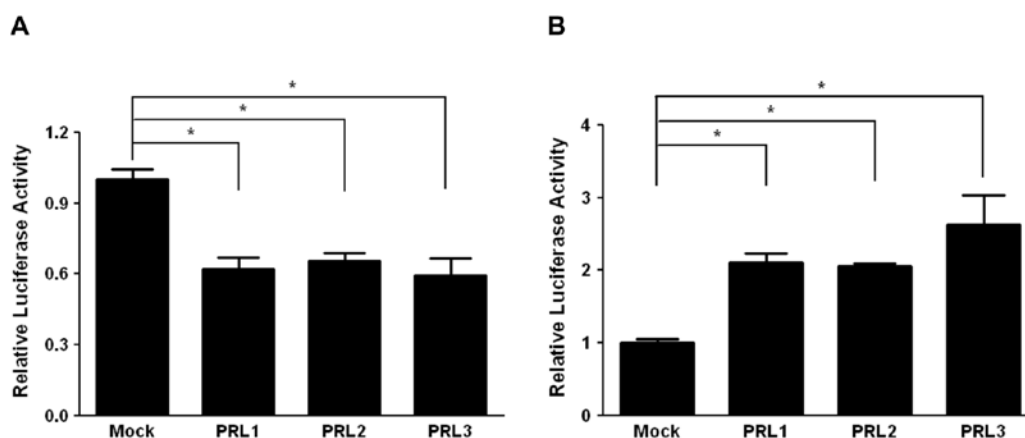 A
*
*
*
1.2
0.9
0.6
0.3
0.0
Relative Luciferase Activity
Mock PRL1 PRL2 PRL3
B
*
*
*
4
3
2
1
0
Relative Luciferase Activity
Mock PRL1 PRL2 PRL3